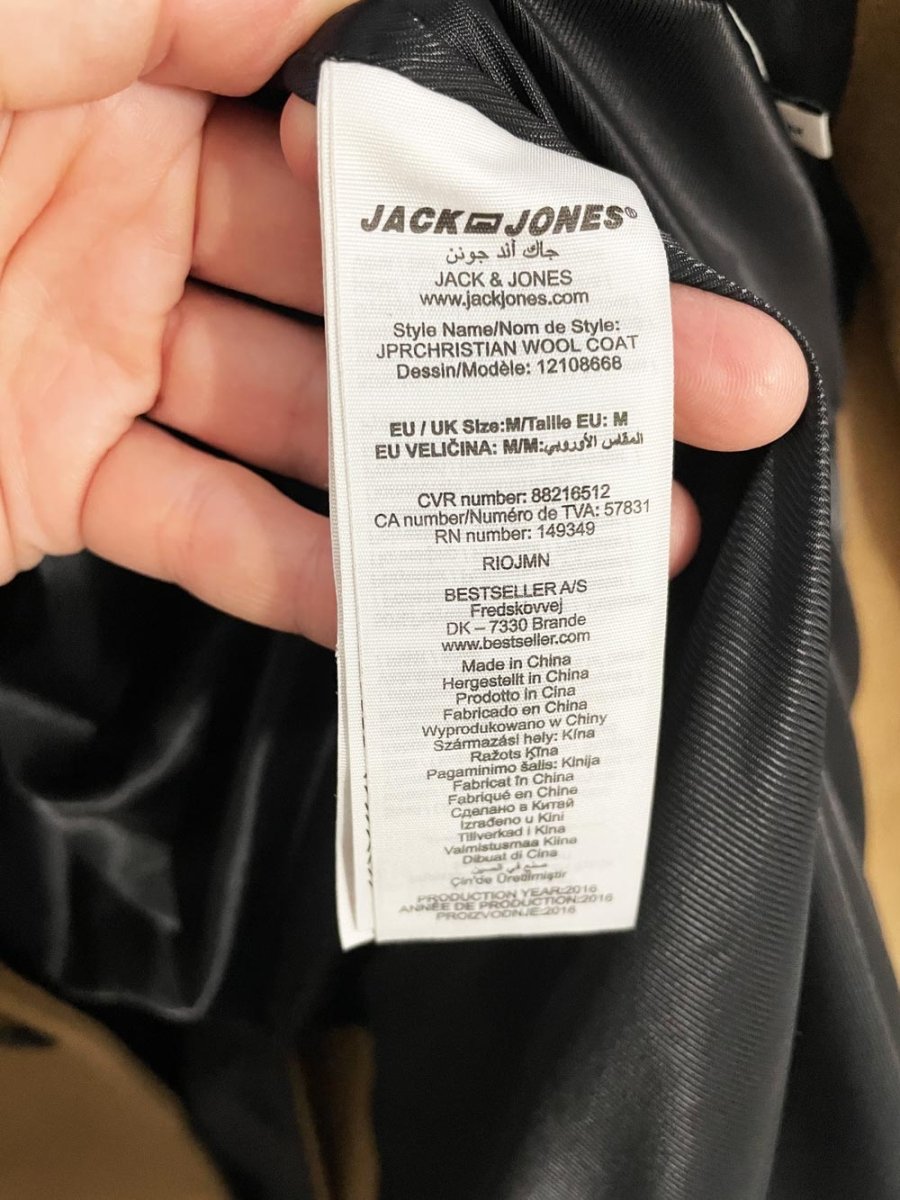 JACK JONES®
جاك أند جونن
JACK & JONES
www.jackjones.com
Style Name/Nom de Style:
JPRCHRISTIAN WOOL COAT
Dessin/Modèle: 12108668
EU / UK Size:M/Taille EU: M
EU VELIČINA: M/M:المقاس الأوروبي
CVR number: 88216512
CA number/Numéro de TVA: 57831
RN number: 149349
RIOJMN
BESTSELLER A/S
Fredskovvej
DK – 7330 Brande
www.bestseller.com
Made in China
Hergestellt in China
Prodotto in Cina
Fabricado en China
Wyprodukowano w Chiny
Származási hely: Kína
Ražots Ķīna
Pagaminimo šalis: Kinija
Fabricat în China
Fabriqué en Chine
Сделано в Китай
Izrađeno u Kini
Tillverkad i Kina
Valmistusmaa Kiina
Dibuat di Cina
صنع في الصين
Çin'de Üretilmiştir
PRODUCTION YEAR:2016
ANNÉE DE PRODUCTION:2016
PROIZVODNJE:2016